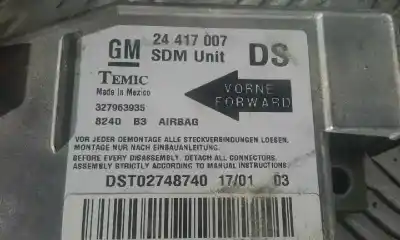 GM 24 417 007 DS
SDM Unit
TEMIC
Made in Mexico
VORNE
FORWARD
327963935
8240 B3 AIRBAG
VOR JEDER DEMONTAGE ALLE STECKVERBINDUNGEN LOESEN.
MONTAGE NUR NACH EINBAUANLEITUNG.
BEFORE EVERY DISASSEMBLY, DETACH ALL CONNECTORS.
ASSEMBLY STRICTLY ACCORDING TO MANUAL INSTRUCTIONS!
DST02748740 17/01 03